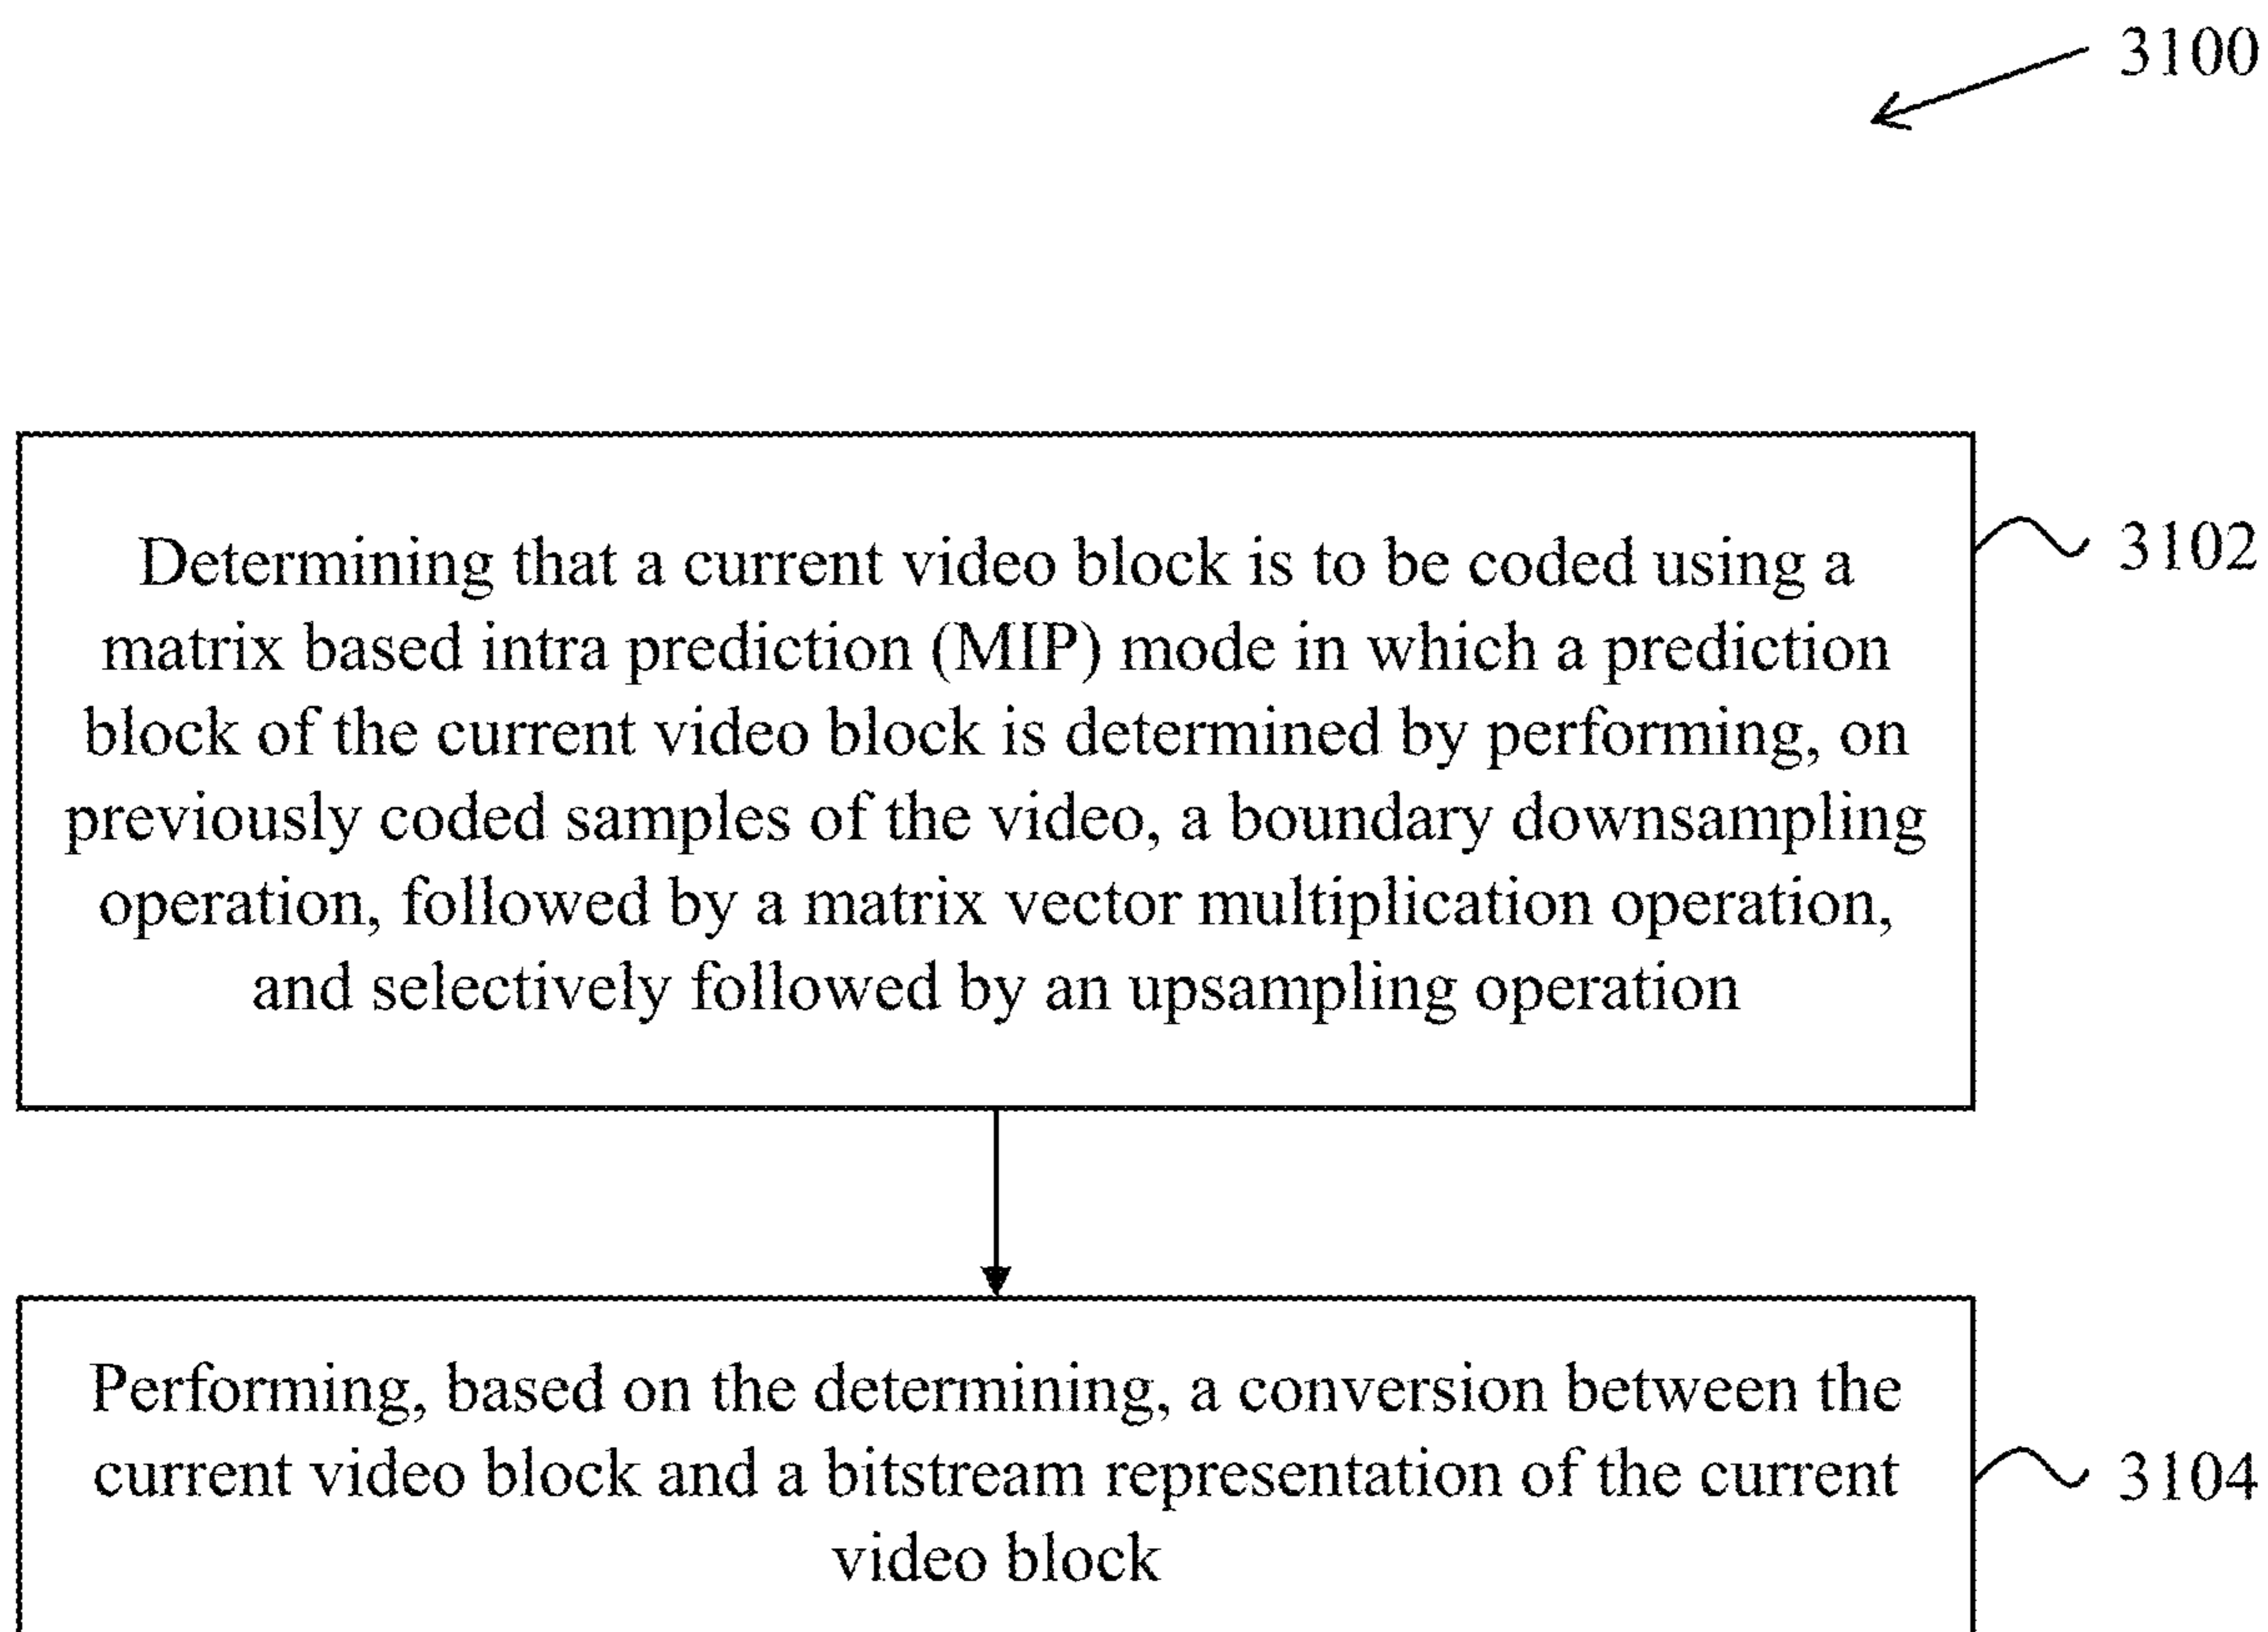 3100
Determining that a current video block is to be coded using a
matrix based intra prediction (MIP) mode in which a prediction
block of the current video block is determined by performing, on
previously coded samples of the video, a boundary downsampling
operation, followed by a matrix vector multiplication operation,
and selectively followed by an upsampling operation
3102
Performing, based on the determining, a conversion between the
current video block and a bitstream representation of the current
video block
3104